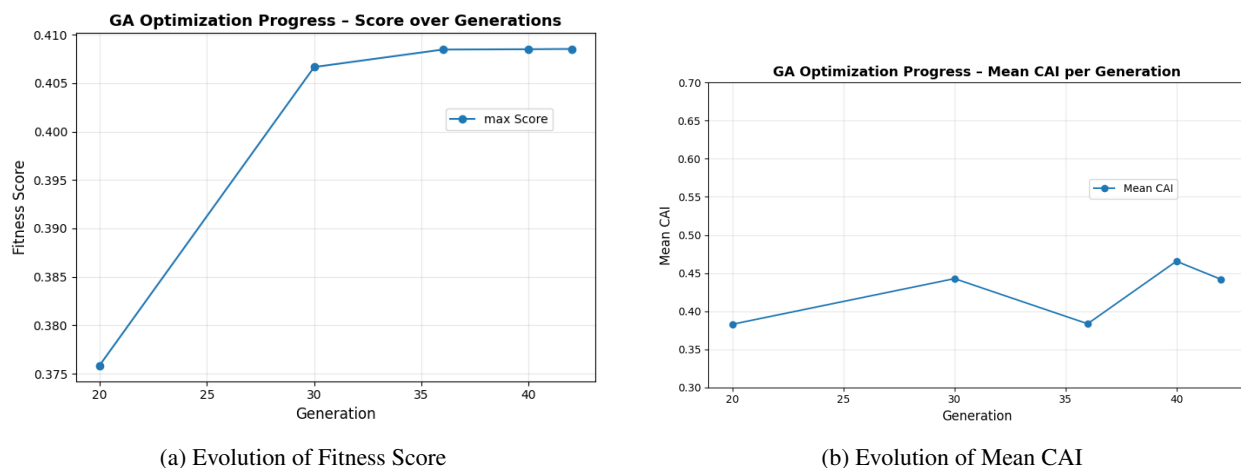 GA Optimization Progress – Score over Generations
0.410
0.405
0.400
0.395
0.390
0.385
0.380
0.375
Fitness Score
max Score
20 25 30 35 40
Generation
(a) Evolution of Fitness Score
GA Optimization Progress – Mean CAI per Generation
0.70
0.65
0.60
0.55
0.50
0.45
0.40
0.35
0.30
Mean CAI
Mean CAI
20 25 30 35 40
Generation
(b) Evolution of Mean CAI